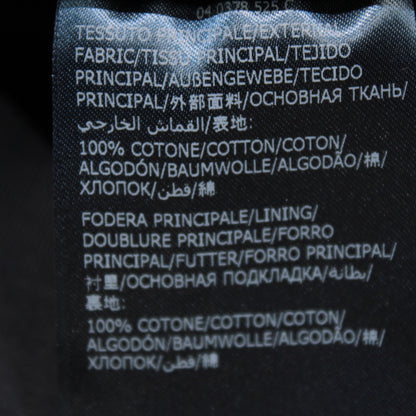 04.0378 525 C
TESSUTO PRINCIPALE/EXTERNAL
FABRIC/TISSU PRINCIPAL/TEJIDO
PRINCIPAL/AUßENGEWEBE/TECIDO
PRINCIPAL/外部面料/ОСНОВНАЯ ТКАНЬ/
القماش الخارجي/表地:
100% COTONE/COTTON/COTON/
ALGODÓN/BAUMWOLLE/ALGODÃO/棉/
ХЛОПОК/قطن/綿
FODERA PRINCIPALE/LINING/
DOUBLURE PRINCIPALE/FORRO
PRINCIPAL/FUTTER/FORRO PRINCIPAL/
衬里/ОСНОВНАЯ ПОДКЛАДКА/بطانة/
裏地:
100% COTONE/COTTON/COTON/
ALGODÓN/BAUMWOLLE/ALGODÃO/棉/
ХЛОПОК/قطن/綿